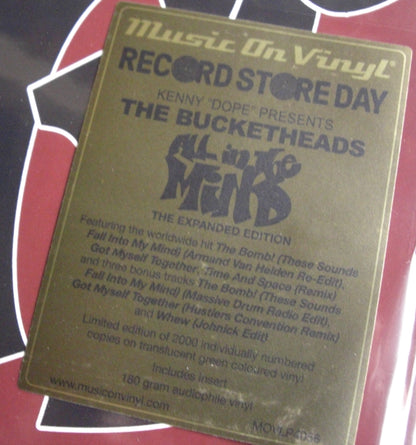 Music On Vinyl
RECORD STORE DAY
KENNY "DOPE" PRESENTS
THE BUCKETHEADS
ALL in THE
MIND
THE EXPANDED EDITION
Featuring the worldwide hit The Bomb! (These Sounds
Fall Into My Mind) (Armand Van Helden Re-Edit),
Got Myself Together, Time And Space (Remix)
and three bonus tracks The Bomb! (These Sounds
Fall Into My Mind) (Massive Drum Radio Edit),
Got Myself Together (Hustlers Convention Remix)
and Whew (Johnick Edit)
Limited edition of 2000 individually numbered
copies on translucent green coloured vinyl
Includes insert
180 gram audiophile vinyl
www.musiconvinyl.com